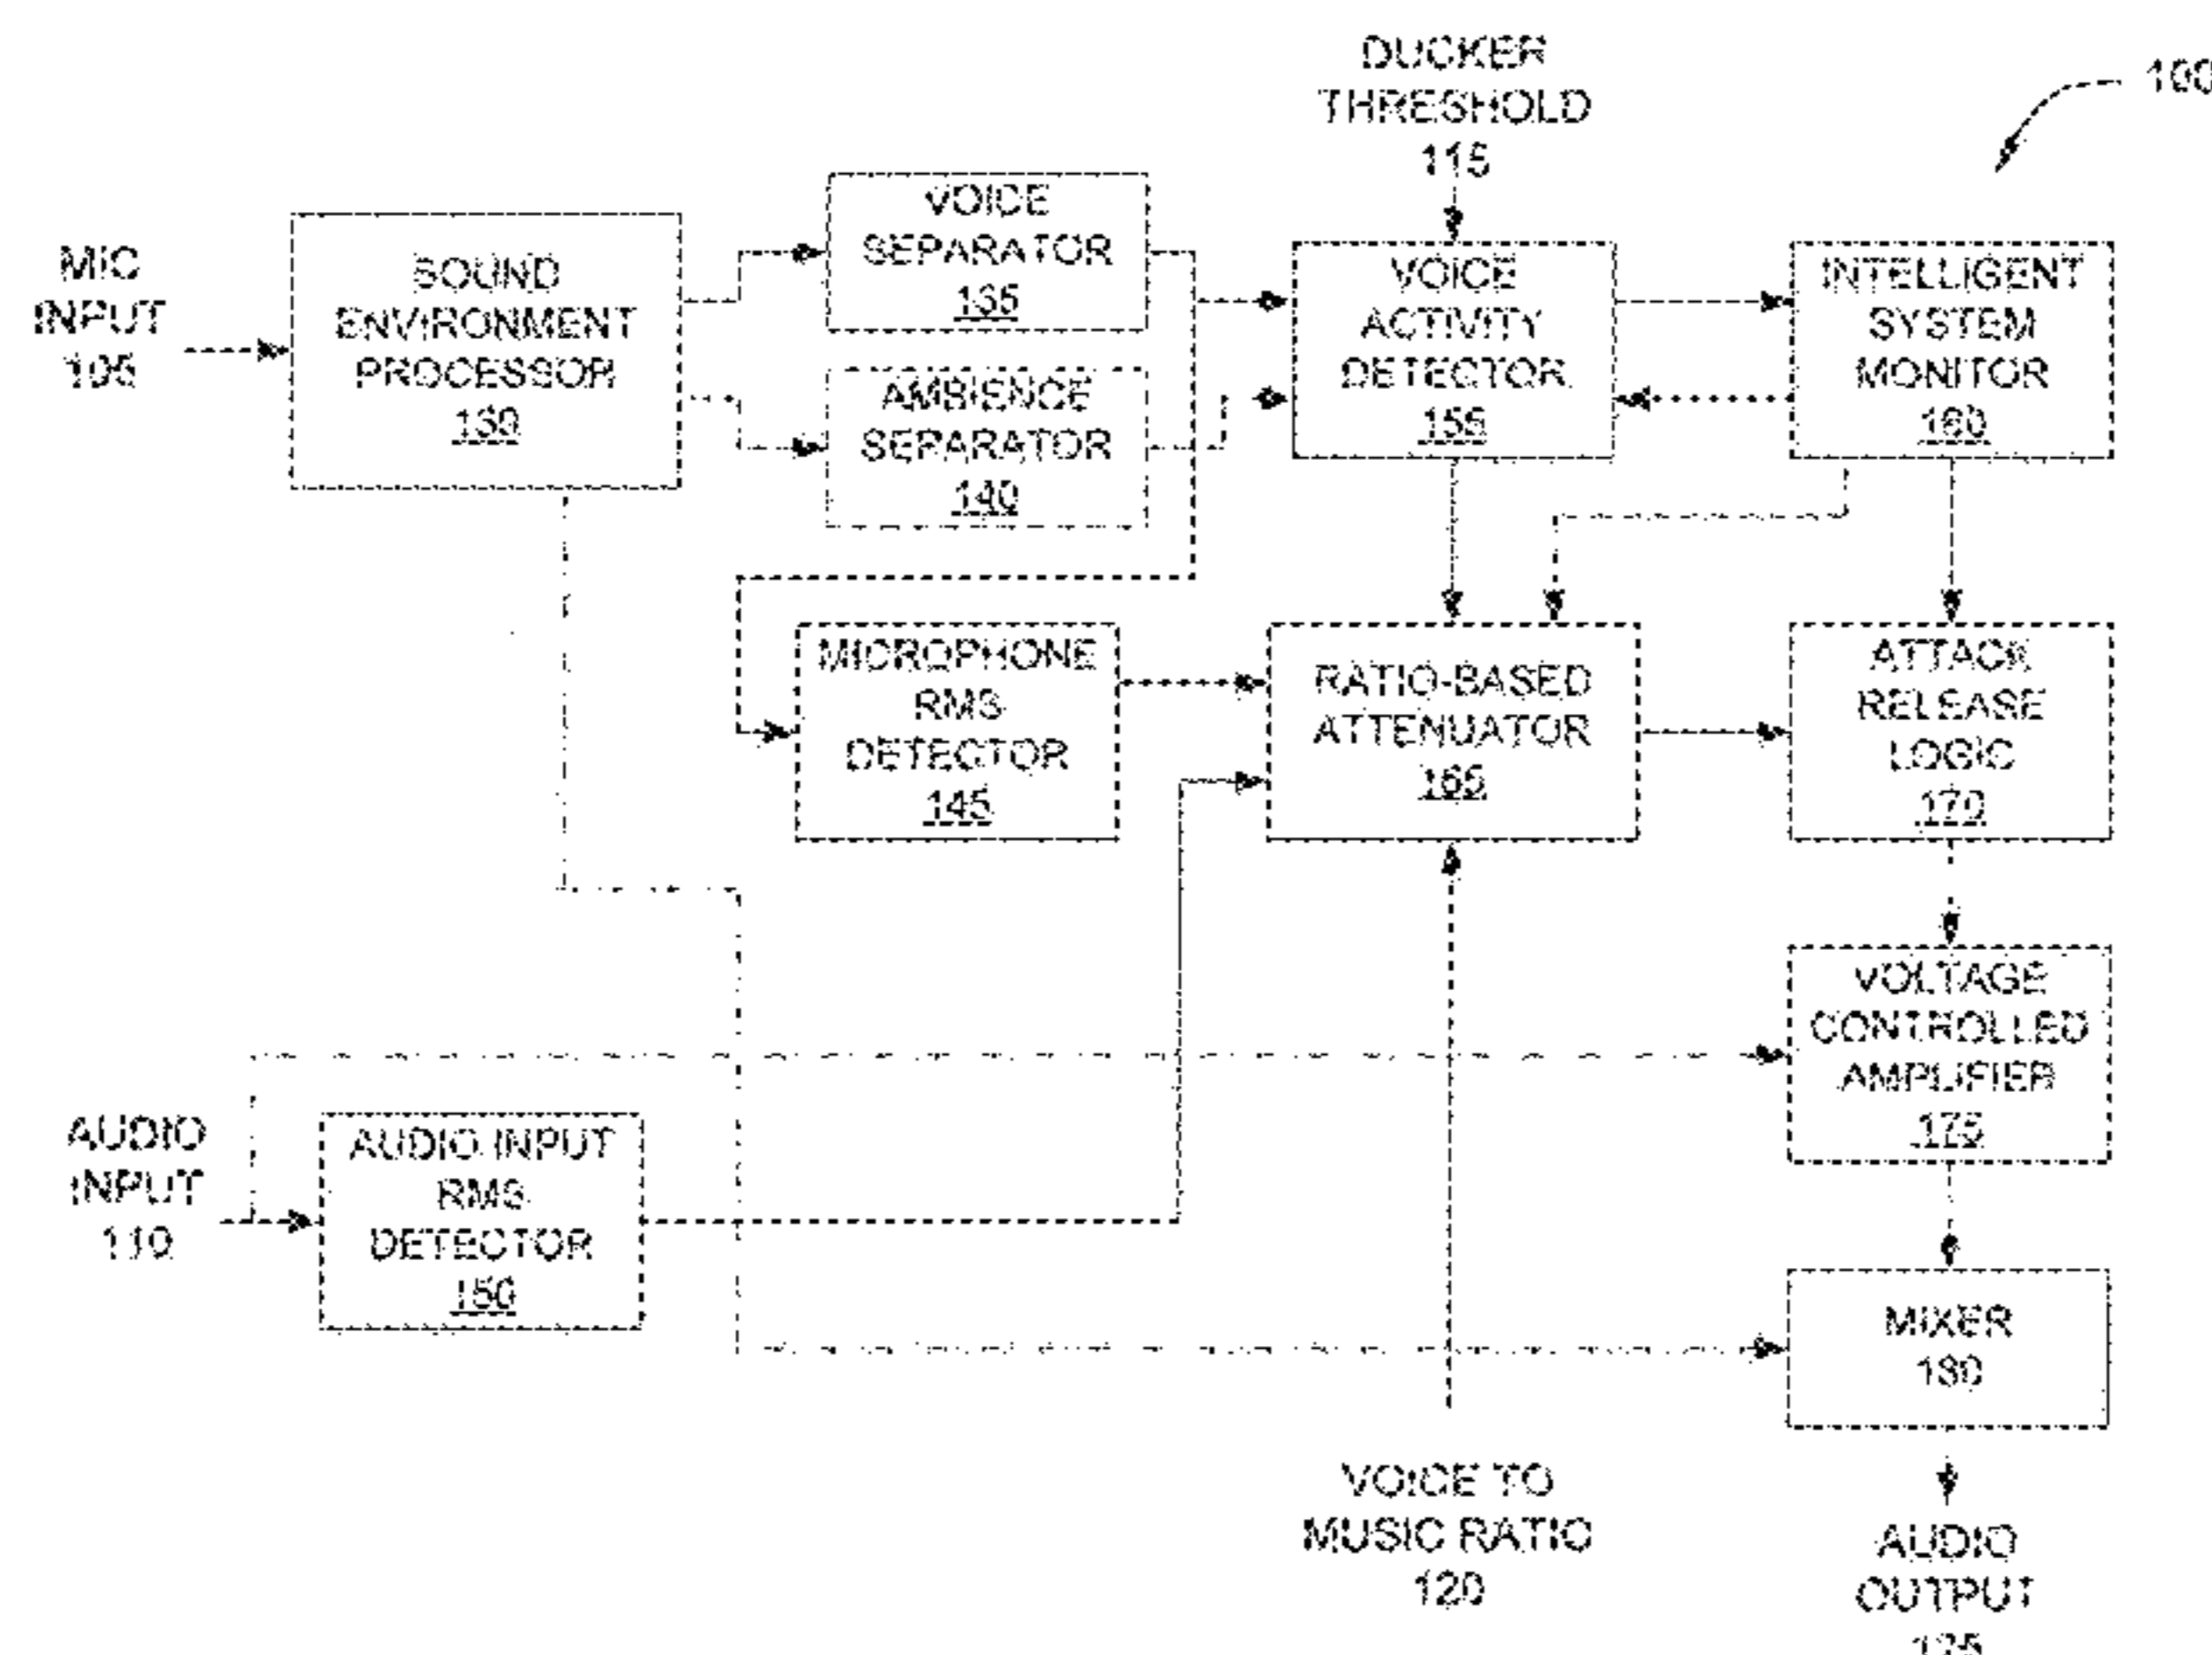 DUCKER
THRESHOLD
115
100
MIC
INPUT
105
SOUND
ENVIRONMENT
PROCESSOR
130
VOICE
SEPARATOR
135
AMBIENCE
SEPARATOR
140
VOICE
ACTIVITY
DETECTOR
155
INTELLIGENT
SYSTEM
MONITOR
160
MICROPHONE
RMS
DETECTOR
145
RATIO-BASED
ATTENUATOR
165
ATTACK
RELEASE
LOGIC
170
VOLTAGE
CONTROLLED
AMPLIFIER
175
AUDIO
INPUT
110
AUDIO INPUT
RMS
DETECTOR
150
MIXER
180
VOICE TO
MUSIC RATIO
120
AUDIO
OUTPUT
125